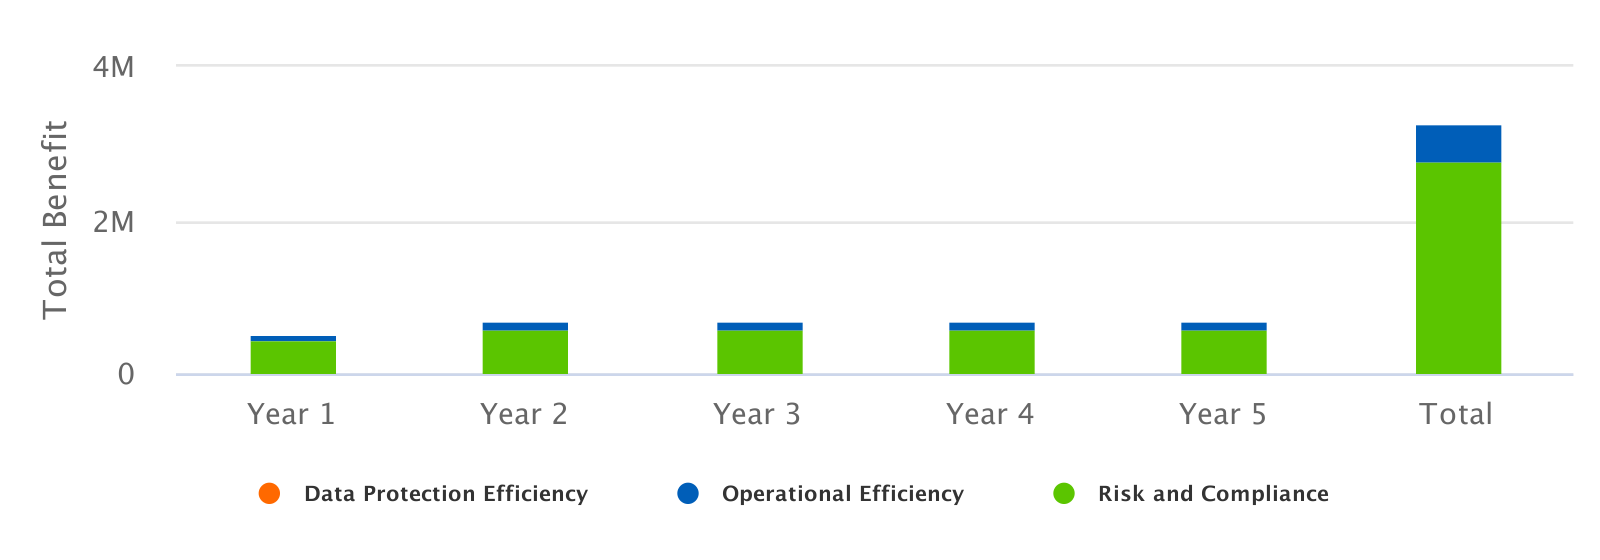 4M
2M
0
Total Benefit
Year 1
Year 2
Year 3
Year 4
Year 5
Total
Data Protection Efficiency
Operational Efficiency
Risk and Compliance